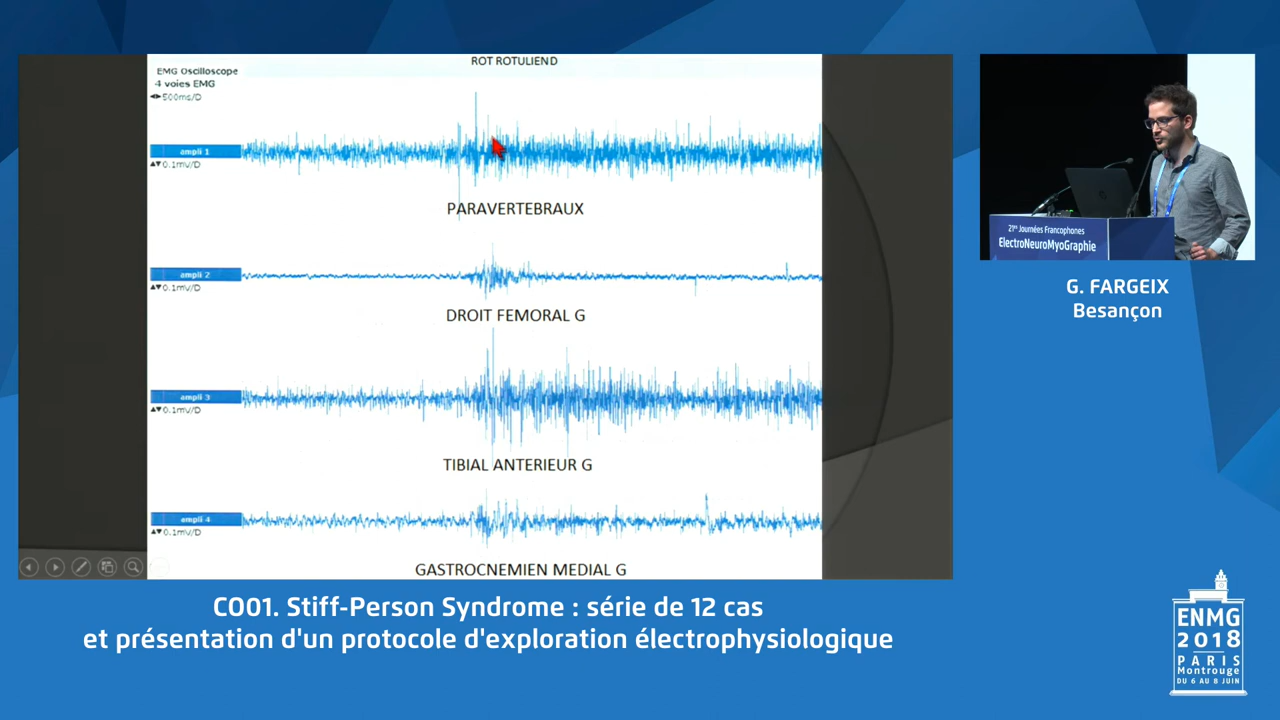 ROT ROTULIEN D
EMG Oscilloscope
4 voies EMG
500ms/D
ampli 1
0.1mV/D
PARAVERTEBRAUX
ampli 2
0.1mV/D
DROIT FEMORAL G
ampli 3
0.1mV/D
TIBIAL ANTERIEUR G
ampli 4
0.1mV/D
GASTROCNEMIEN MEDIAL G
21es Journées Francophones
ElectroNeuroMyoGraphie
G. FARGEIX
Besançon
CO01. Stiff-Person Syndrome : série de 12 cas
et présentation d'un protocole d'exploration électrophysiologique
ENMG
2018
PARIS
Montrouge
DU 6 AU 8 JUIN